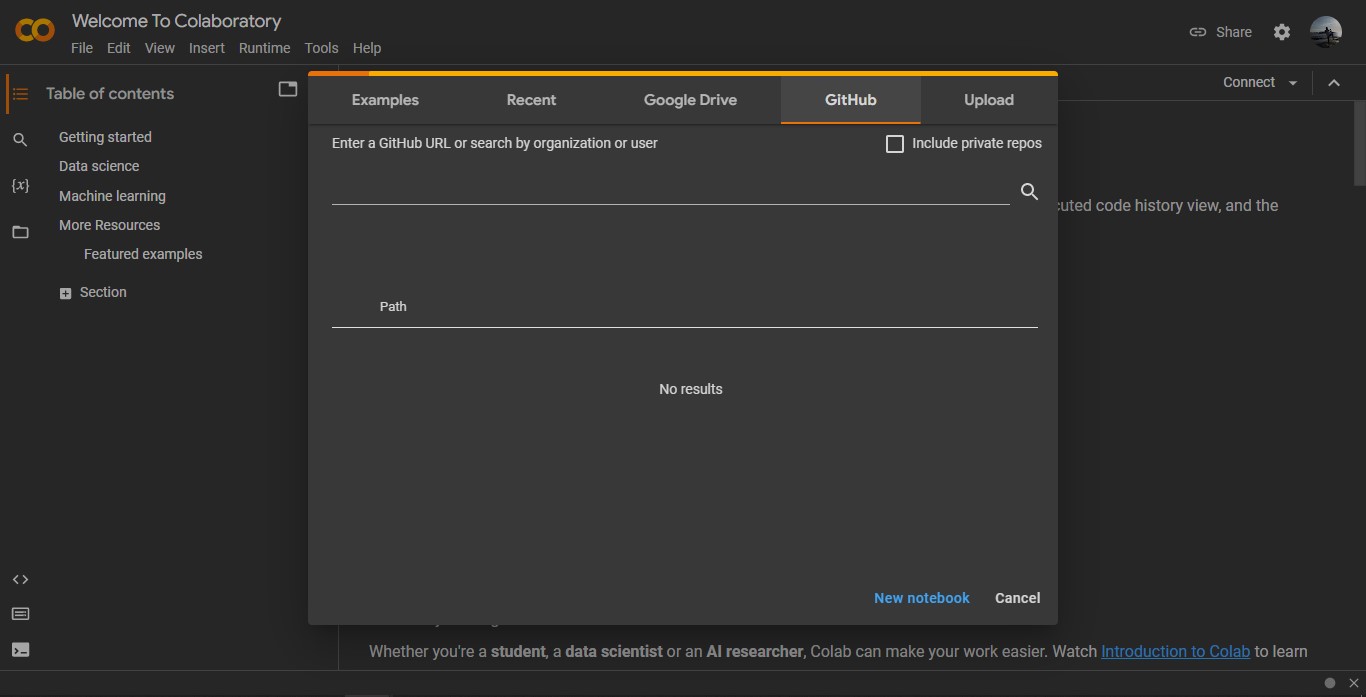 Welcome To Colaboratory
File Edit View Insert Runtime Tools Help
Share
Table of contents
Getting started
Data science
Machine learning
More Resources
Featured examples
Section
{x}
Examples Recent Google Drive GitHub Upload
Enter a GitHub URL or search by organization or user
Include private repos
Path
No results
New notebook Cancel
Connect
code history view, and the
Whether you're a student, a data scientist or an AI researcher, Colab can make your work easier. Watch Introduction to Colab to learn